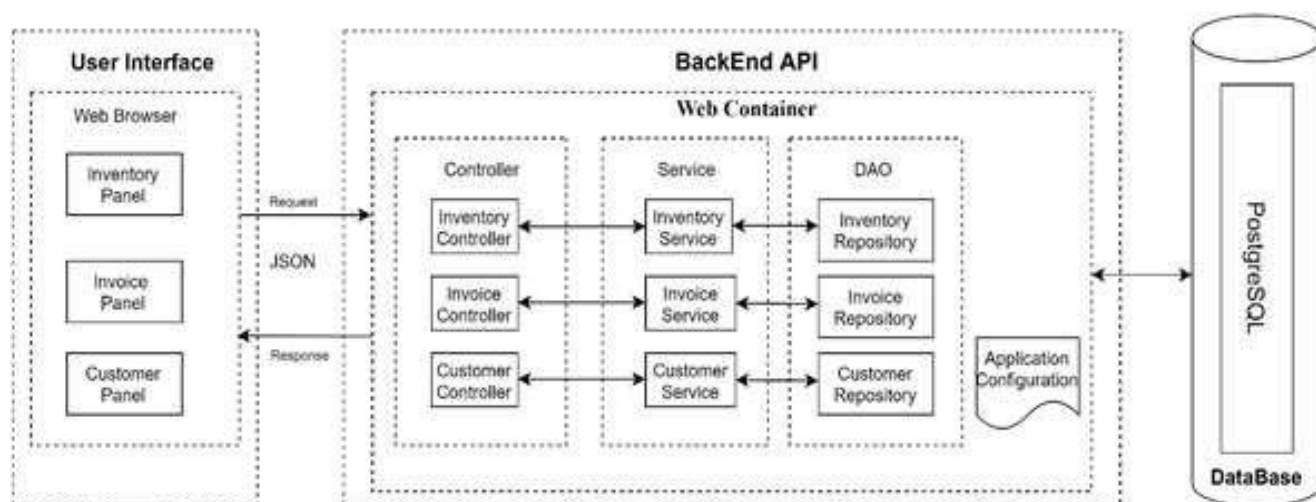 User Interface
Web Browser
Inventory
Panel
Invoice
Panel
Customer
Panel
Request
JSON
Response
BackEnd API
Web Container
Controller
Inventory
Controller
Invoice
Controller
Customer
Controller
Service
Inventory
Service
Invoice
Service
Customer
Service
DAO
Inventory
Repository
Invoice
Repository
Customer
Repository
Application
Configuration
PostgreSQL
DataBase